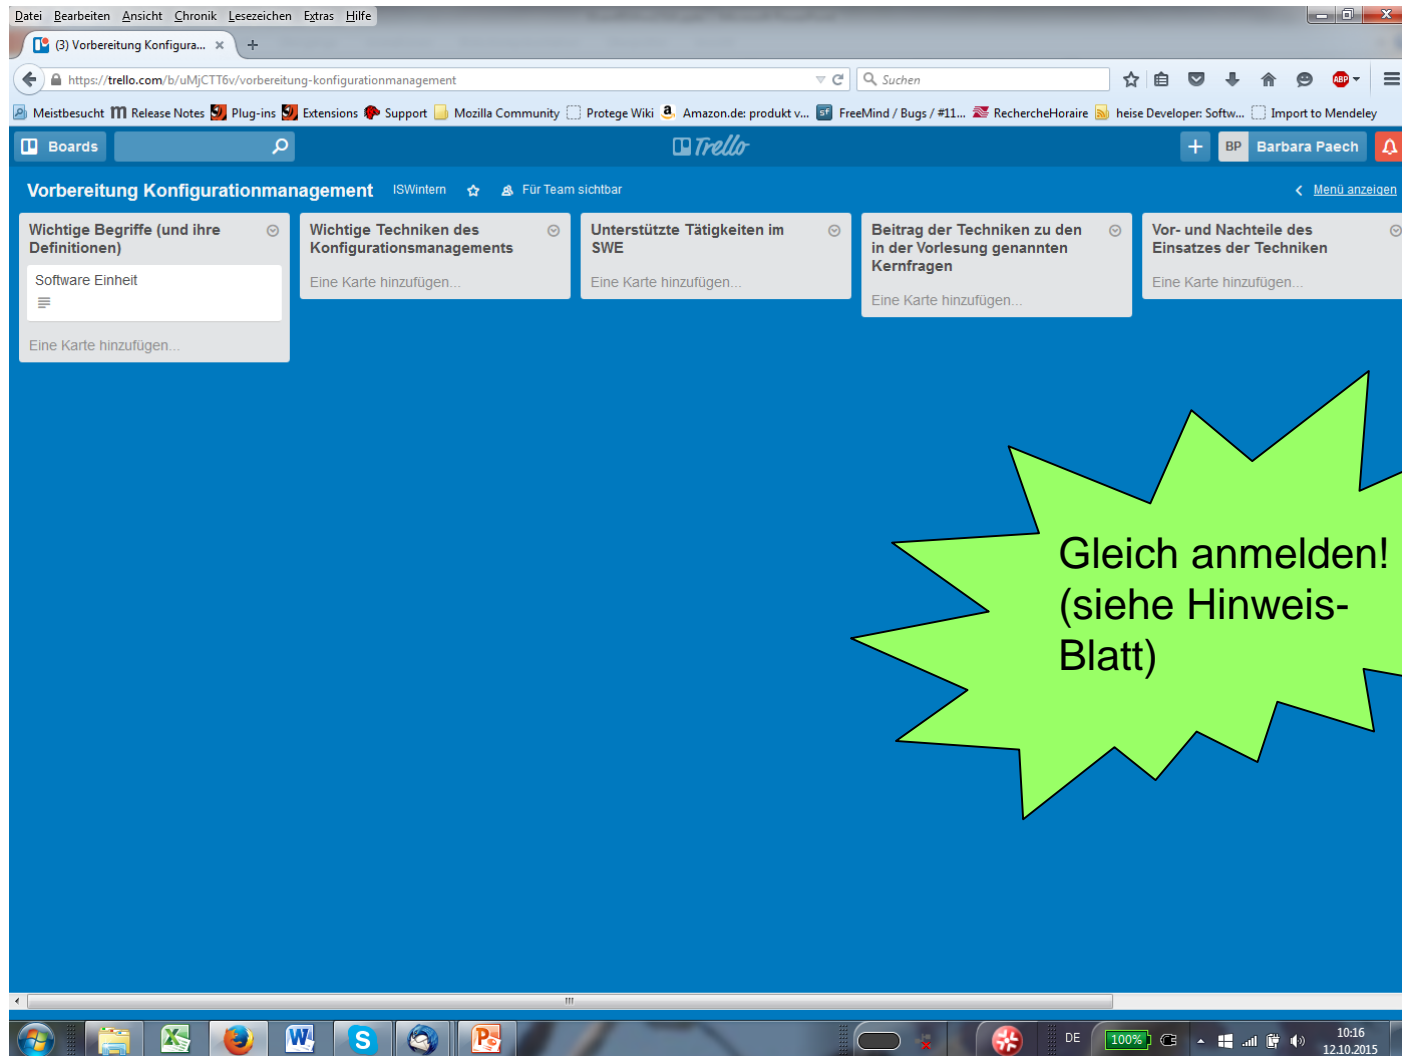 Datei Bearbeiten Ansicht Chronik Lesezeichen Extras Hilfe
(3) Vorbereitung Konfigura... × +
https://trello.com/b/uMjCTT6v/vorbereitung-konfigurationmanagement
Suchen
ABP
Meistbesucht Release Notes Plug-ins Extensions Support Mozilla Community Protege Wiki Amazon.de: produkt v... FreeMind / Bugs / #11... RechercheHoraire heise Developer: Softw... Import to Mendeley
Boards Trello + BP Barbara Paech
Vorbereitung Konfigurationmanagement ISWintern Für Team sichtbar Menü anzeigen
Wichtige Begriffe (und ihre
Definitionen)
Software Einheit
Eine Karte hinzufügen...
Wichtige Techniken des
Konfigurationsmanagements
Eine Karte hinzufügen...
Unterstützte Tätigkeiten im
SWE
Eine Karte hinzufügen...
Beitrag der Techniken zu den
in der Vorlesung genannten
Kernfragen
Eine Karte hinzufügen...
Vor- und Nachteile des
Einsatzes der Techniken
Eine Karte hinzufügen...
Gleich anmelden!
(siehe Hinweis-
Blatt)
DE 100% 10:16
12.10.2015